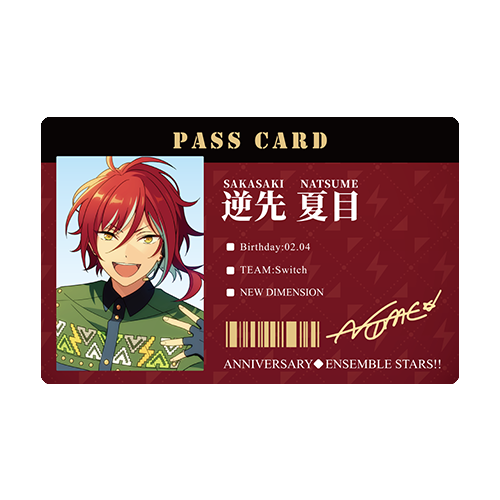 PASS CARD
SAKASAKI NATSUME
逆先 夏目
Birthday:02.04
TEAM:Switch
NEW DIMENSION
ANNIVERSARY◆ENSEMBLE STARS!!